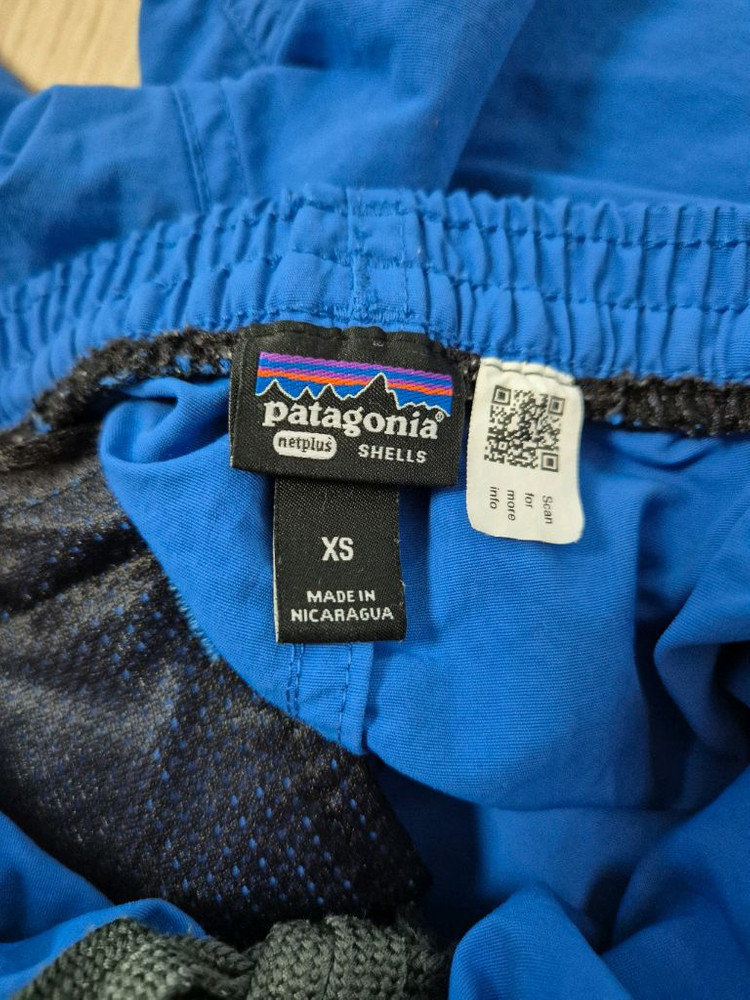 patagonia®
netplus®
SHELLS
XS
MADE IN
NICARAGUA
Scan
for
more
info